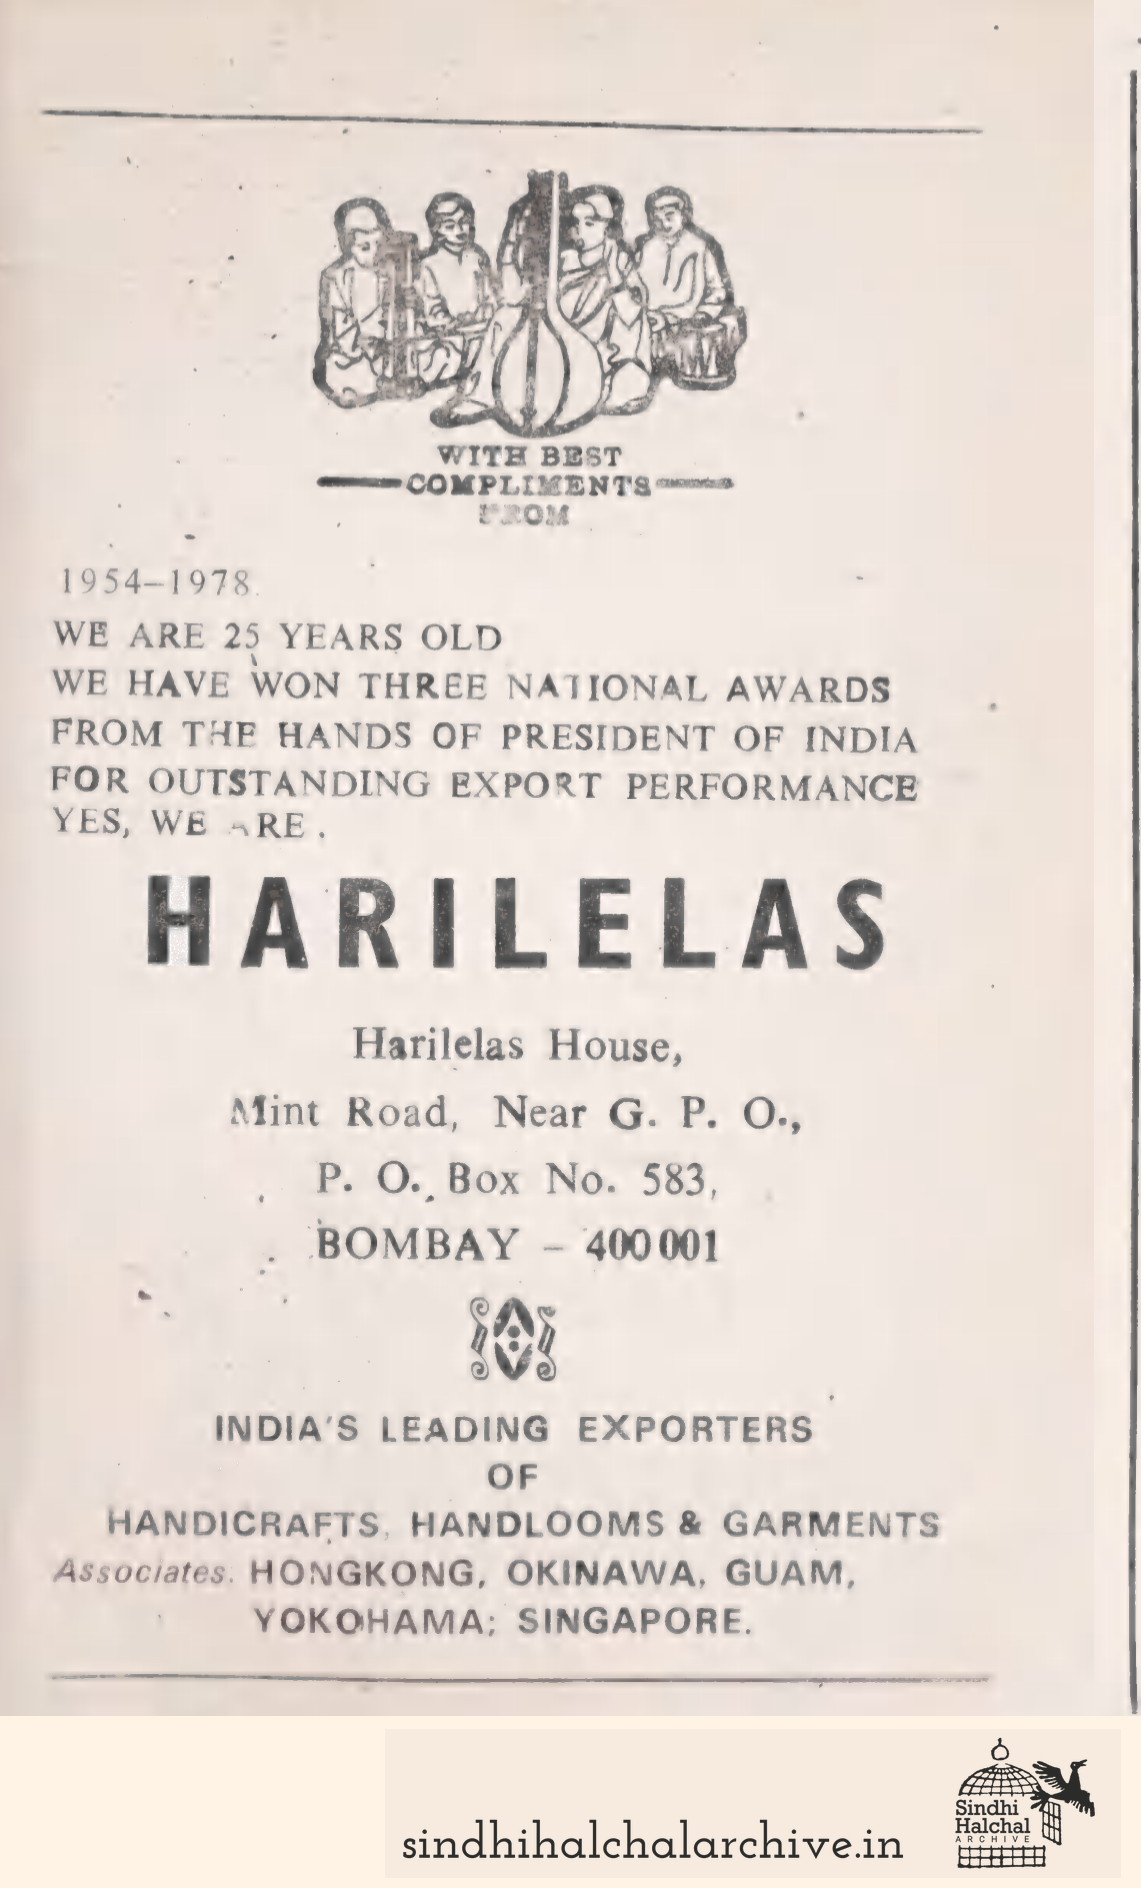 WITH BEST
COMPLIMENTS
FROM
1954–1978
WE ARE 25 YEARS OLD
WE HAVE WON THREE NATIONAL AWARDS
FROM THE HANDS OF PRESIDENT OF INDIA
FOR OUTSTANDING EXPORT PERFORMANCE
YES, WE ARE .
HARILELAS
Harilelas House,
Mint Road, Near G. P. O.,
P. O. Box No. 583,
BOMBAY – 400 001
INDIA'S LEADING EXPORTERS
OF
HANDICRAFTS, HANDLOOMS & GARMENTS
Associates. HONGKONG, OKINAWA, GUAM,
YOKOHAMA; SINGAPORE.
sindhihalchalarchive.in
Sindhi
Halchal
ARCHIVE